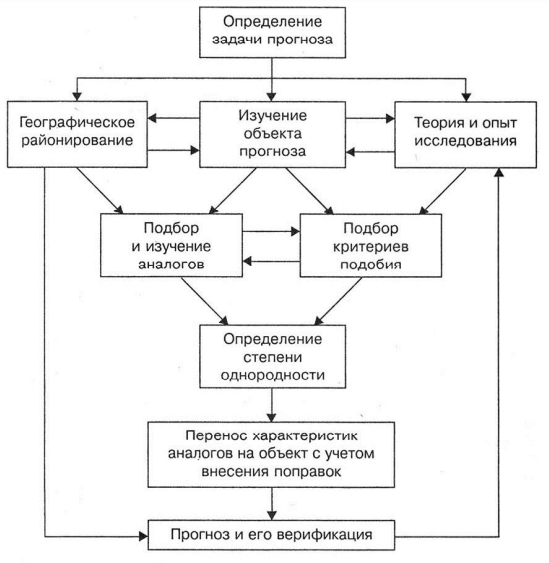 Определение
задачи прогноза
Географическое
районирование
Изучение
объекта
прогноза
Теория и опыт
исследования
Подбор
и изучение
аналогов
Подбор
критериев
подобия
Определение
степени
однородности
Перенос характеристик
аналогов на объект с учетом
внесения поправок
Прогноз и его верификация